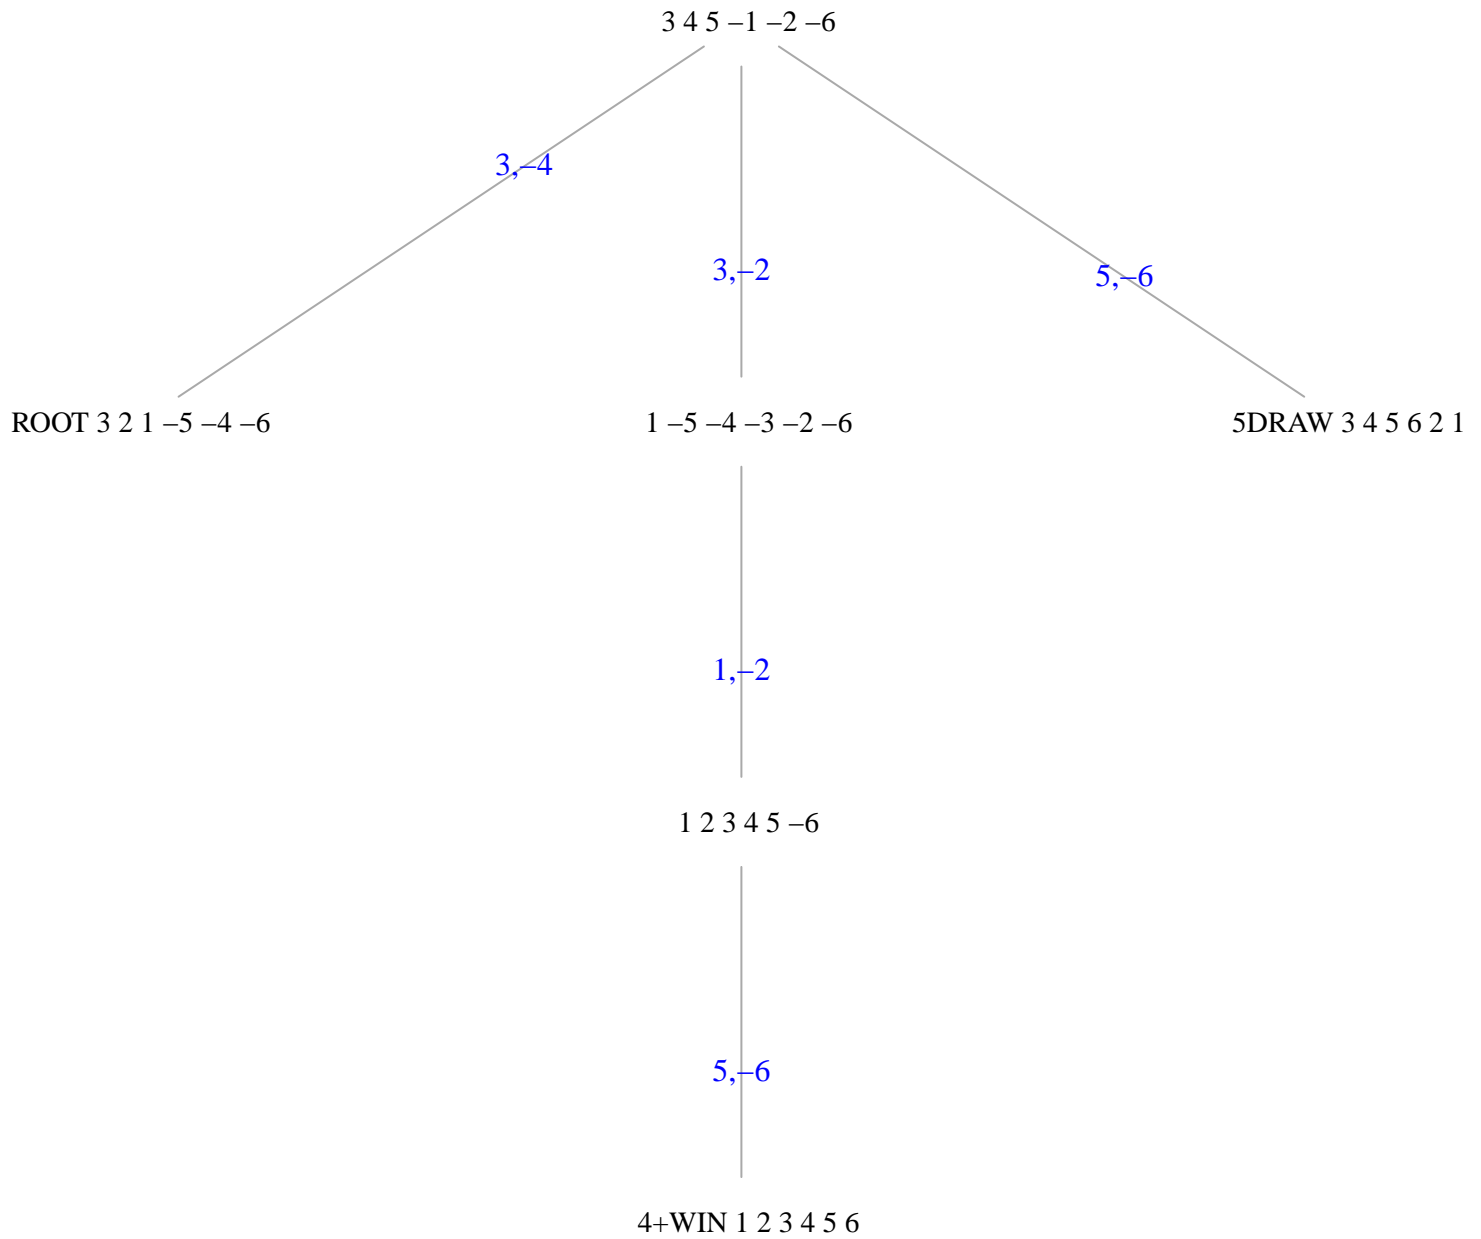 3 4 5 –1 –2 –6
3,–4
3,–2
5,–6
ROOT 3 2 1 –5 –4 –6
1 –5 –4 –3 –2 –6
5DRAW 3 4 5 6 2 1
1,–2
1 2 3 4 5 –6
5,–6
4+WIN 1 2 3 4 5 6